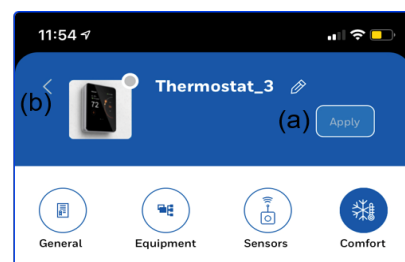 11:54
Thermostat_3
(b)
72
(a) Apply
General Equipment Sensors Comfort